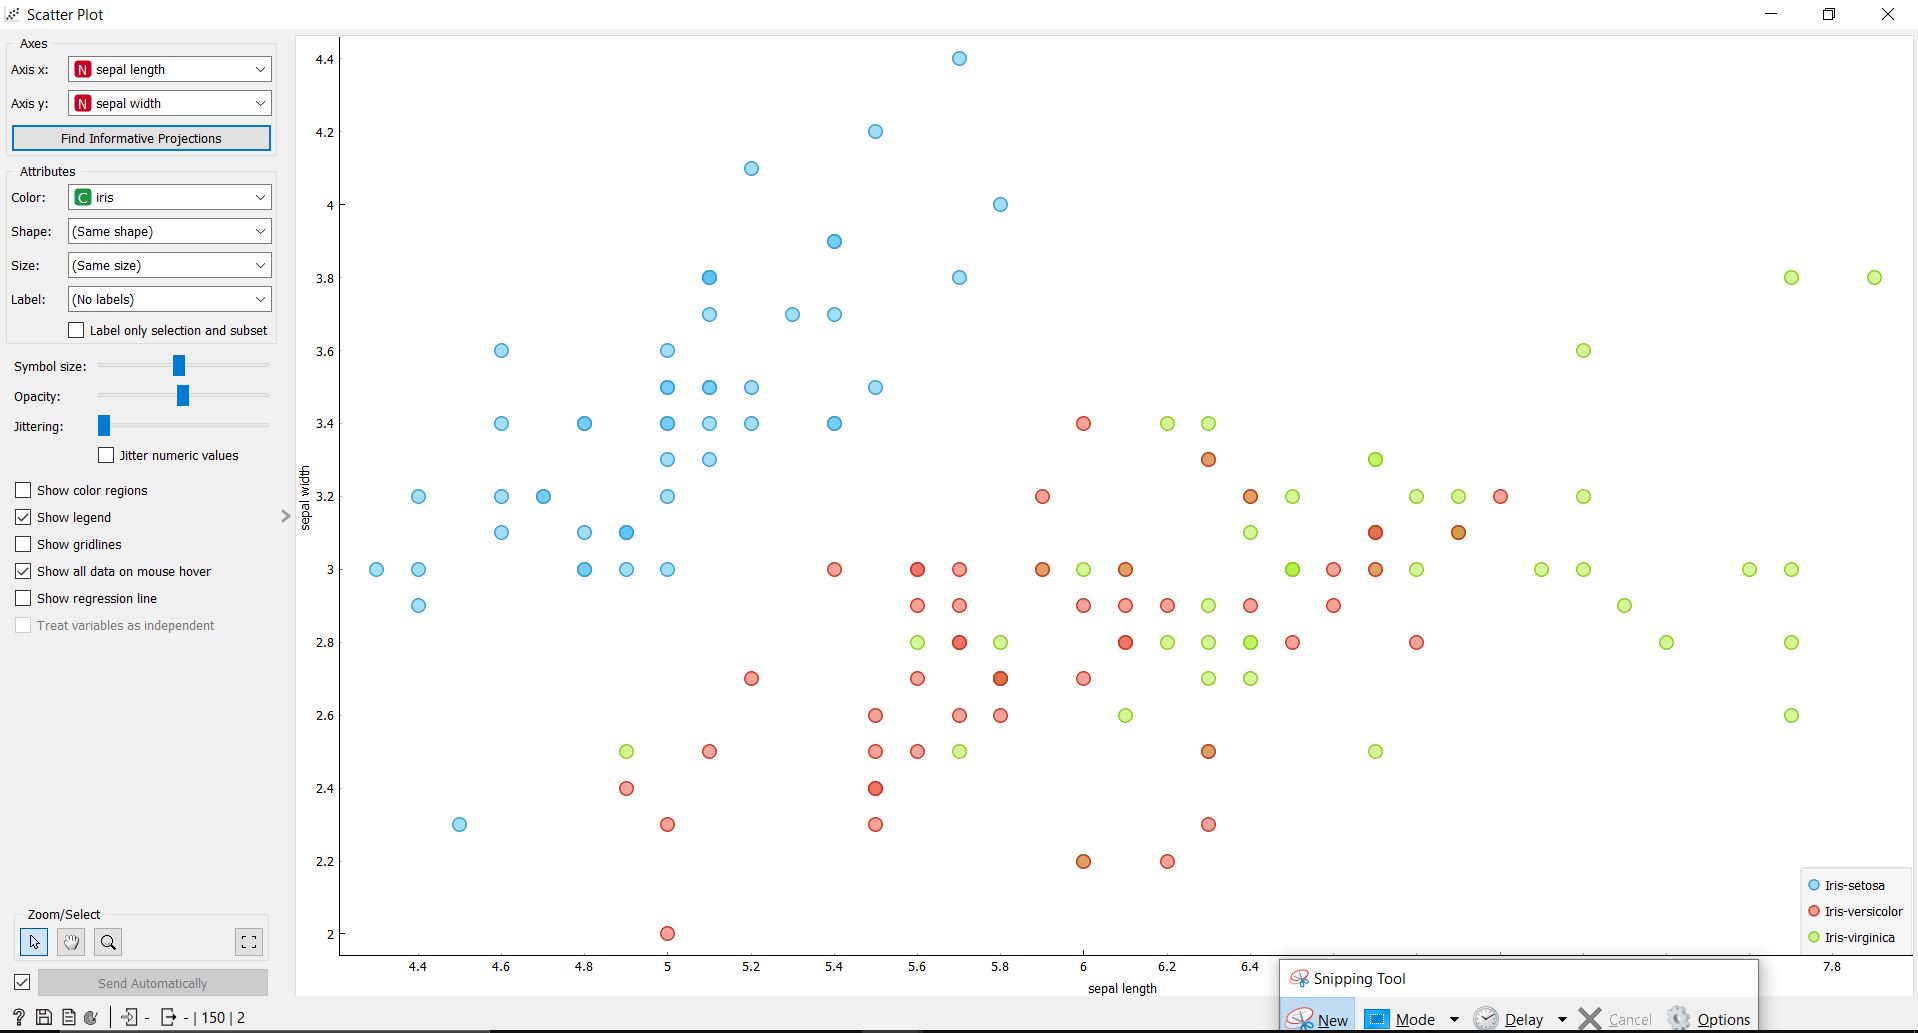 Scatter Plot
Axes
Axis x: N sepal length
Axis y: N sepal width
Find Informative Projections
Attributes
Color: C iris
Shape: (Same shape)
Size: (Same size)
Label: (No labels)
Label only selection and subset
Symbol size:
Opacity:
Jittering:
Jitter numeric values
Show color regions
Show legend
Show gridlines
Show all data on mouse hover
Show regression line
Treat variables as independent
Zoom/Select
Send Automatically
? - - | 150 | 2
4.4
4.2
4
3.8
3.6
3.4
3.2
3
2.8
2.6
2.4
2.2
2
sepal width
4.4 4.6 4.8 5 5.2 5.4 5.6 5.8 6 6.2 6.4 7.8
sepal length
Iris-setosa
Iris-versicolor
Iris-virginica
Snipping Tool
New Mode Delay Cancel Options